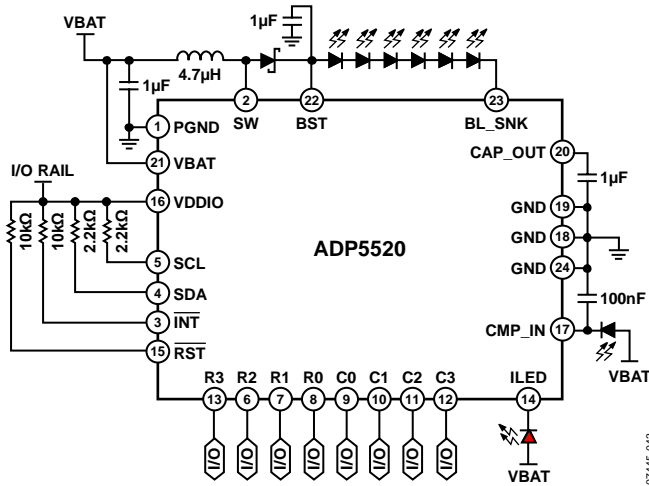 VBAT
1µF
4.7µH
1µF
2
22
23
SW
BST
BL_SNK
1
PGND
CAP_OUT
20
21
VBAT
1µF
I/O RAIL
16
VDDIO
GND
19
10kΩ
10kΩ
2.2kΩ
2.2kΩ
ADP5520
GND
18
5
SCL
GND
24
4
SDA
100nF
3
INT
CMP_IN
17
15
RST
VBAT
R3
R2
R1
R0
C0
C1
C2
C3
ILED
13
6
7
8
9
10
11
12
14
I/O
I/O
I/O
I/O
I/O
I/O
I/O
I/O
VBAT